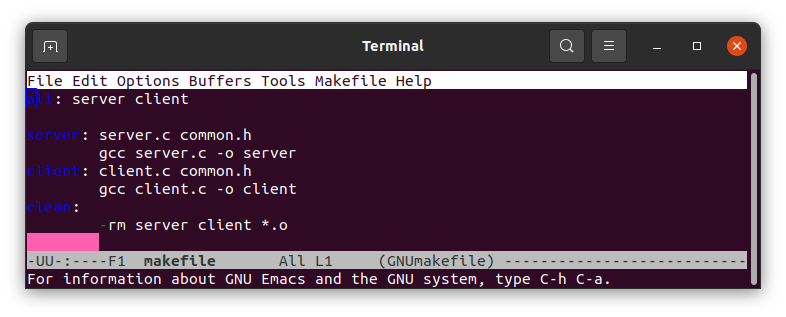 Terminal
File Edit Options Buffers Tools Makefile Help
all: server client
server: server.c common.h
gcc server.c -o server
client: client.c common.h
gcc client.c -o client
clean:
-rm server client *.o
-UU-:----F1  makefile       All L1     (GNUmakefile) ---------------------------
For information about GNU Emacs and the GNU system, type C-h C-a.